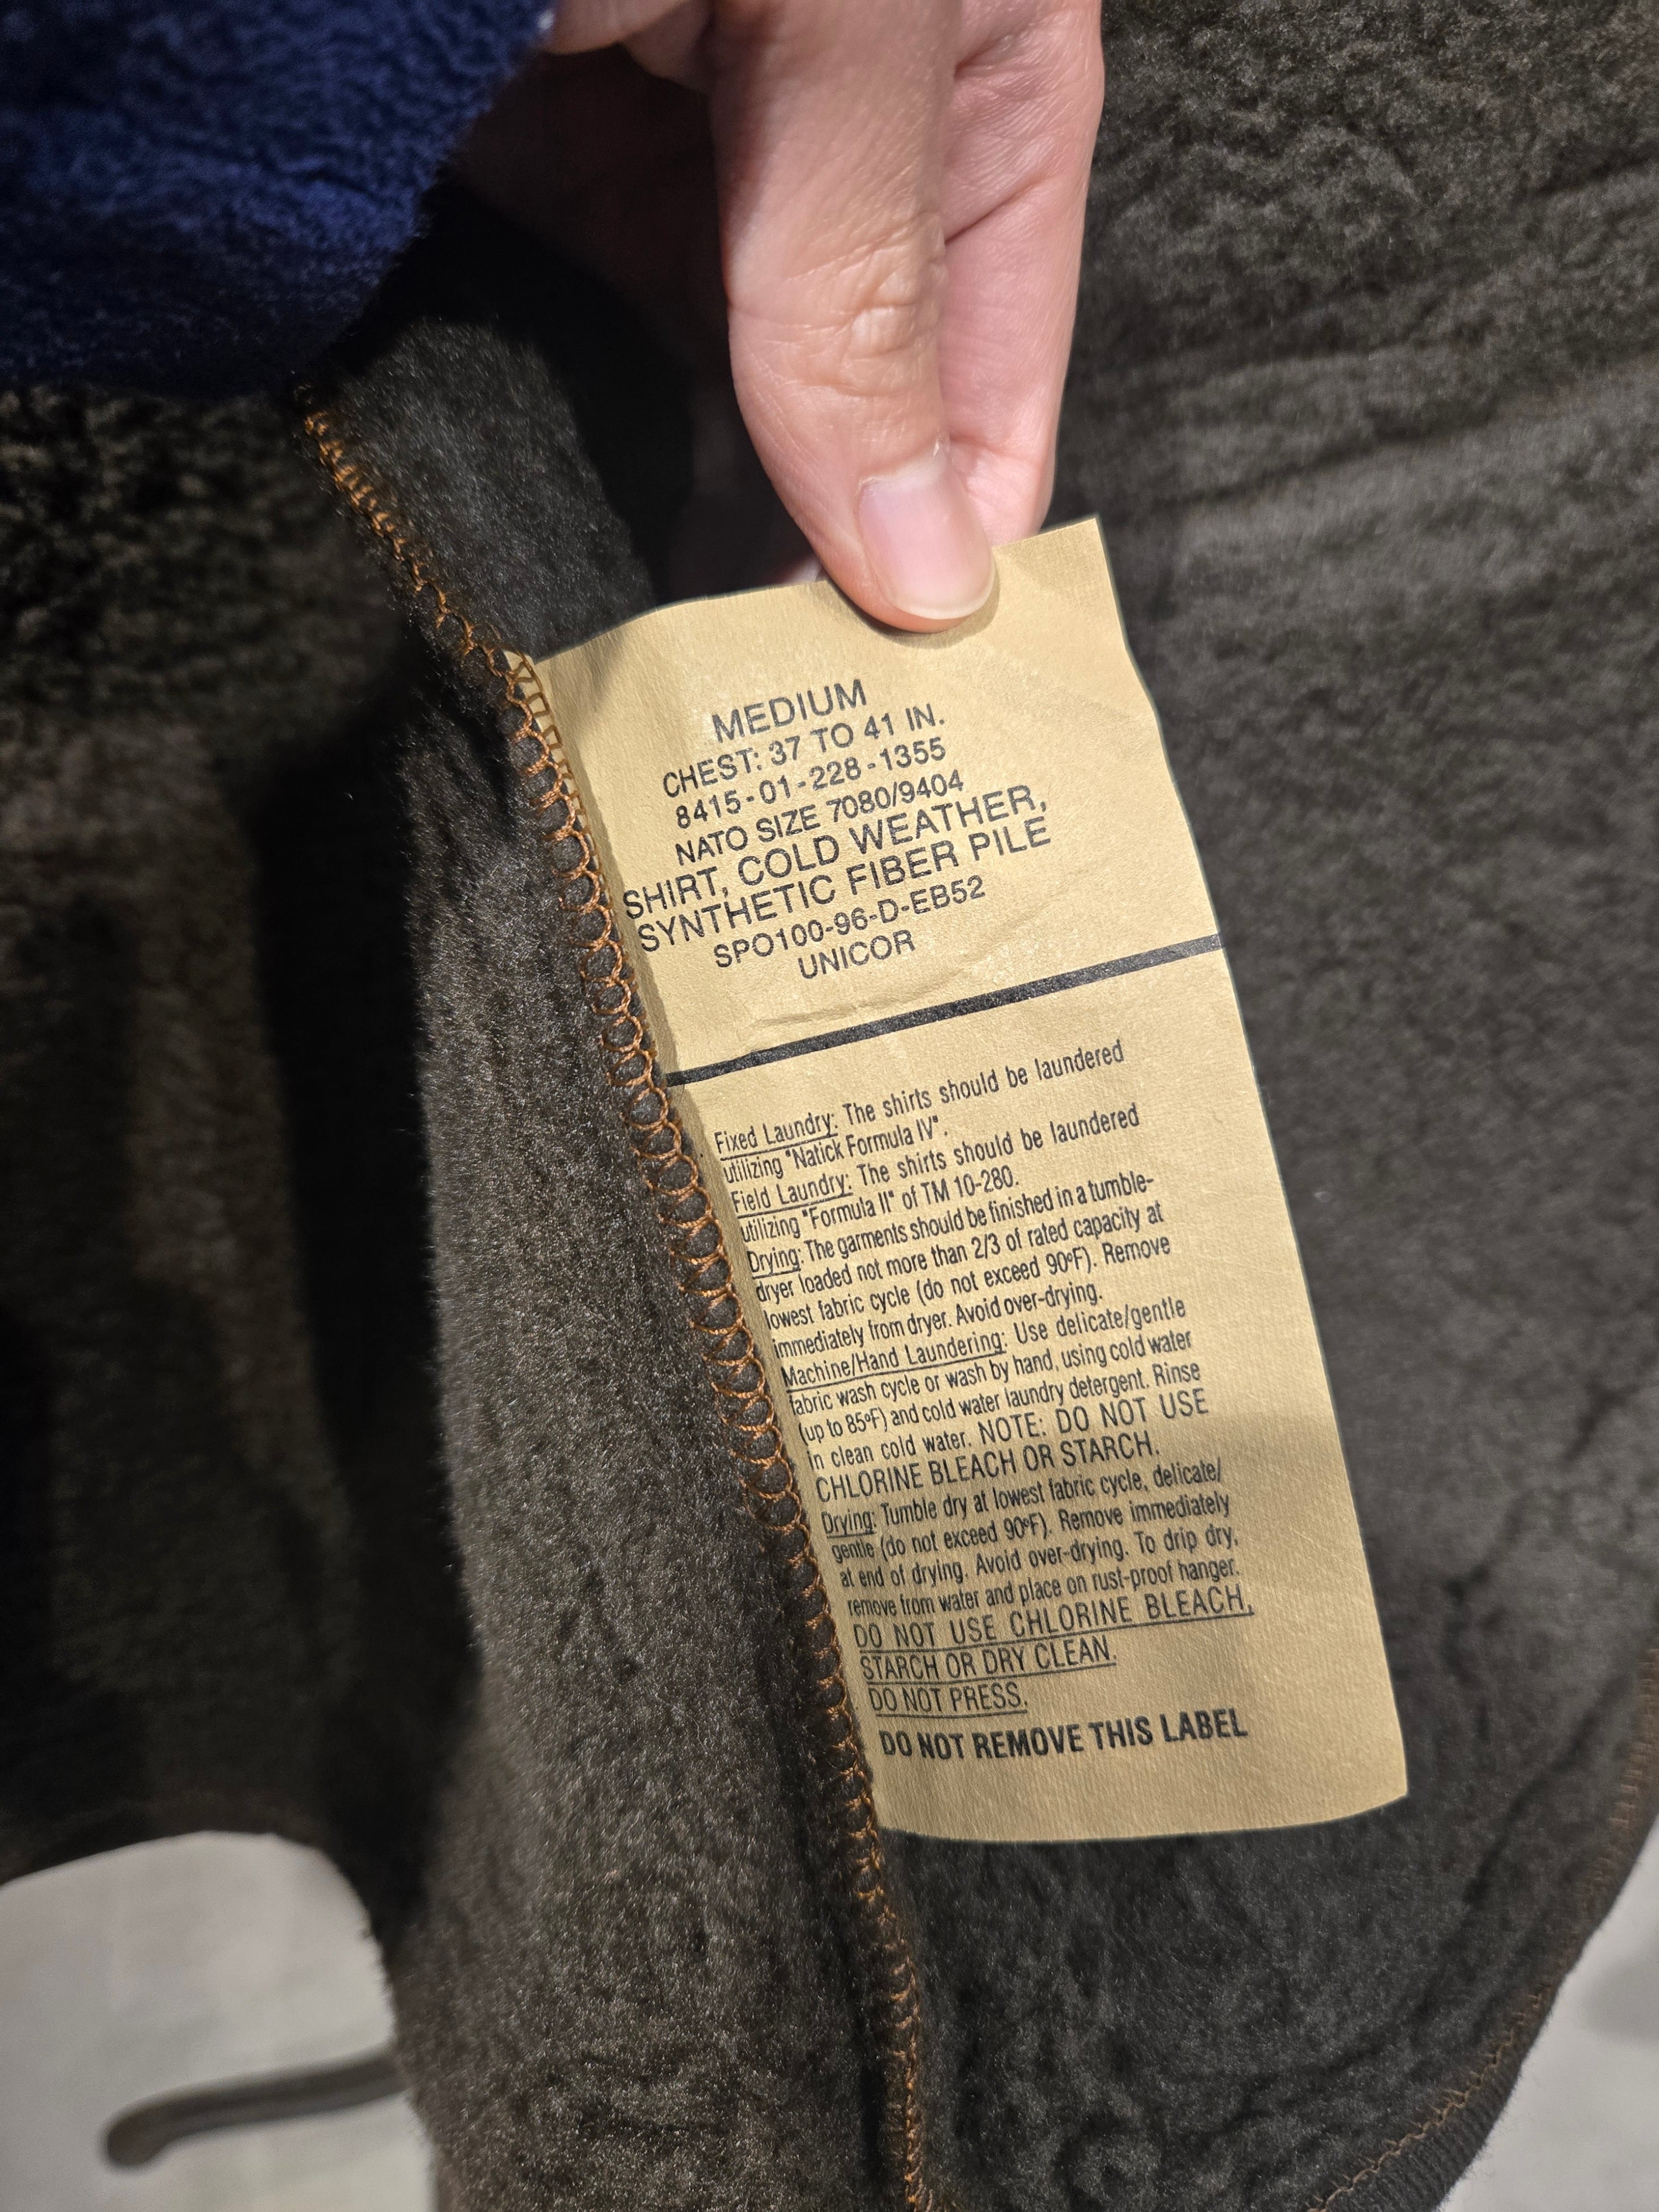 MEDIUM
CHEST: 37 TO 41 IN.
8415-01-228-1355
NATO SIZE 7080/9404
SHIRT, COLD WEATHER,
SYNTHETIC FIBER PILE
SPO100-96-D-EB52
UNICOR
Fixed Laundry: The shirts should be laundered
utilizing "Natick Formula IV".
Field Laundry: The shirts should be laundered
utilizing "Formula II" of TM 10-280.
Drying: The garments should be finished in a tumble-
dryer loaded not more than 2/3 of rated capacity at
lowest fabric cycle (do not exceed 90°F). Remove
immediately from dryer. Avoid over-drying.
Machine/Hand Laundering: Use delicate/gentle
fabric wash cycle or wash by hand, using cold water
(up to 85°F) and cold water laundry detergent. Rinse
in clean cold water. NOTE: DO NOT USE
CHLORINE BLEACH OR STARCH.
Drying: Tumble dry at lowest fabric cycle, delicate/
gentle (do not exceed 90°F). Remove immediately
at end of drying. Avoid over-drying. To drip dry,
remove from water and place on rust-proof hanger.
DO NOT USE CHLORINE BLEACH,
STARCH OR DRY CLEAN.
DO NOT PRESS.
DO NOT REMOVE THIS LABEL